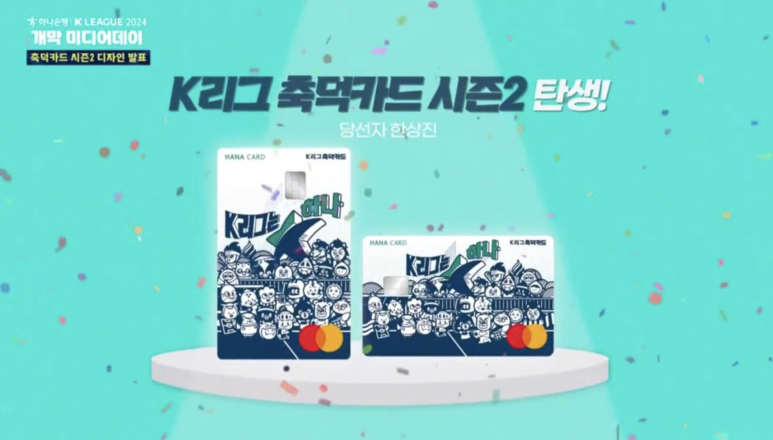 하나은행 K LEAGUE 2024
개막 미디어데이
축덕카드 시즌2 디자인 발표
K리그 축덕카드 시즌2 탄생!
당선자 한상진
HANA CARD K리그축덕카드
K리그는
하나
HANA CARD K리그축덕카드
K리그는
하나